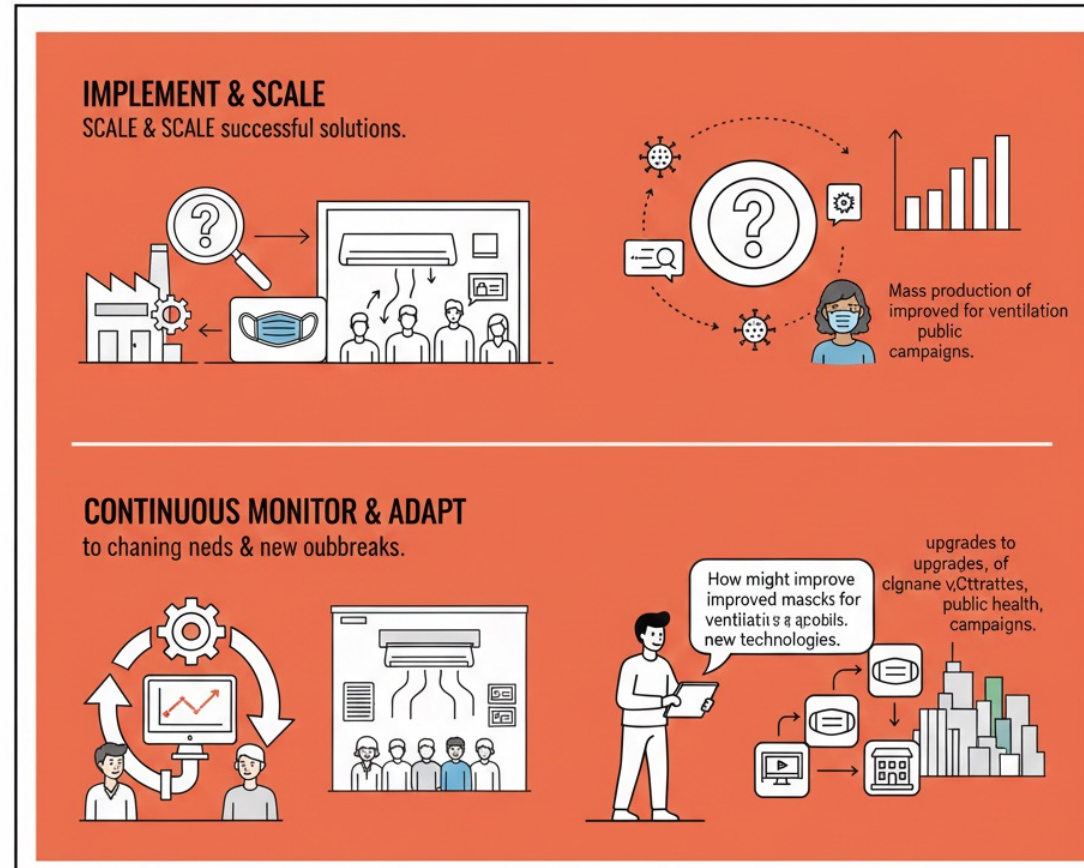 IMPLEMENT & SCALE
SCALE & SCALE successful solutions.
?
?
Mass production of
improved for ventilation
public
campaigns.
CONTINUOUS MONITOR & ADAPT
to chaning neds & new oubbreaks.
How might improve
improved mascks for
new technologies.
upgrades to
upgrades, of
public health,
campaigns.